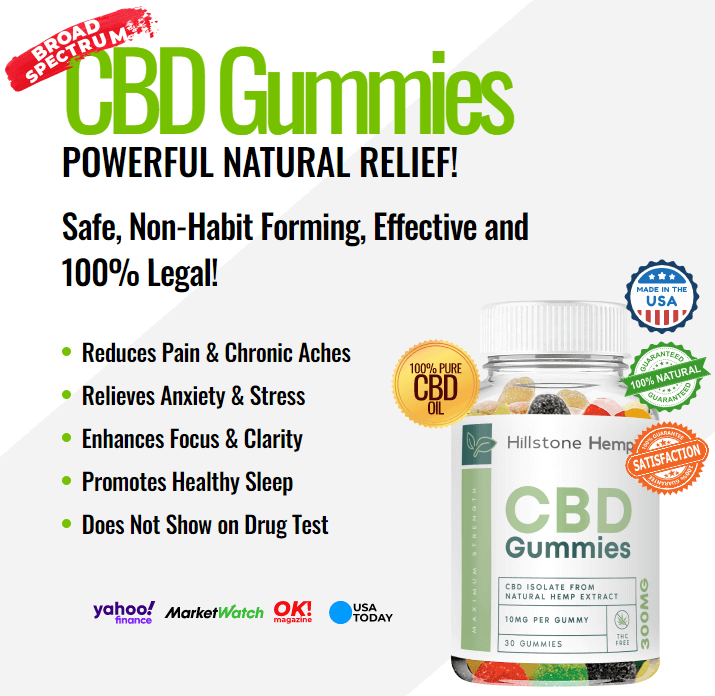 BROAD
SPECTRUM
CBD Gummies
POWERFUL NATURAL RELIEF!
Safe, Non-Habit Forming, Effective and
100% Legal!
Reduces Pain & Chronic Aches
Relieves Anxiety & Stress
Enhances Focus & Clarity
Promotes Healthy Sleep
Does Not Show on Drug Test
yahoo!
finance
MarketWatch
OK!
magazine
USA
TODAY
MADE IN THE
USA
100% PURE
CBD
OIL
GUARANTEED
100% NATURAL
GUARANTEED
100% GUARANTEE
SATISFACTION
Hillstone Hemp
CBD
Gummies
MAXIMUM STRENGTH
CBD ISOLATE FROM
NATURAL HEMP EXTRACT
10MG PER GUMMY
30 GUMMIES
THC
FREE
300MG